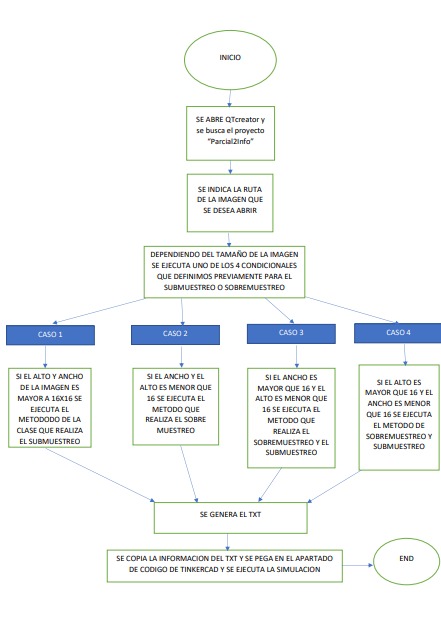 INICIO
SE ABRE QTcreator y
se busca el proyecto
“Parcial2Info”
SE INDICA LA RUTA
DE LA IMAGEN QUE
SE DESEA ABRIR
DEPENDIENDO DEL TAMAÑO DE LA IMAGEN
SE EJECUTA UNO DE LOS 4 CONDICIONALES
QUE DEFINIMOS PREVIAMENTE PARA EL
SUBMUESTREO O SOBREMUESTREO
CASO 1
CASO 2
CASO 3
CASO 4
SI EL ALTO Y ANCHO
DE LA IMAGEN ES
MAYOR A 16X16 SE
EJECUTA EL
METODODO DE LA
CLASE QUE REALIZA
EL SUBMUESTREO
SI EL ANCHO Y EL
ALTO ES MENOR QUE
16 SE EJECUTA EL
METODO QUE
REALIZA EL SOBRE
MUESTREO
SI EL ANCHO ES
MAYOR QUE 16 Y EL
ALTO ES MENOR QUE
16 SE EJECUTA EL
METODO QUE
REALIZA EL
SOBREMUESTREO Y EL
SUBMUESTREO
SI EL ALTO ES
MAYOR QUE 16 Y EL
ANCHO ES MENOR
QUE 16 SE EJECUTA
EL METODO DE
SOBREMUESTREO Y
SUBMUESTREO
SE GENERA EL TXT
SE COPIA LA INFORMACION DEL TXT Y SE PEGA EN EL APARTADO
DE CODIGO DE TINKERCAD Y SE EJECUTA LA SIMULACION
END